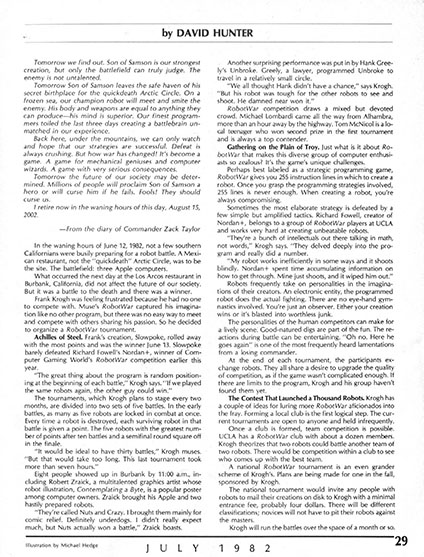 by DAVID HUNTER
Tomorrow we find out. Son of Samson is our strongest
creation, but only the battlefield can truly judge. The
enemy is not untalented.
Tomorrow Son of Samson leaves the safe haven of his
secret birthplace for the quickdeath Arctic Circle. On a
frozen sea, our champion robot will meet and smite the
enemy. His body and weapons are equal to anything they
can produce—his mind is superior. Our finest program-
mers toiled the last three days creating a battlebrain un-
matched in our experience.
Back here, under the mountains, we can only watch
and hope that our strategies are successful. Defeat is
always crushing. But how war has changed! It's become a
game. A game for mechanical geniuses and computer
wizards. A game with very serious consequences.
Tomorrow the future of our society may be deter-
mined. Millions of people will proclaim Son of Samson a
hero or will curse him if he fails. Fools! They should
curse us.
I retire now in the waning hours of this day, August 15,
2002.
—from the diary of Commander Zack Taylor
In the waning hours of June 12, 1982, not a few southern
Californians were busily preparing for a robot battle. A Mexi-
can restaurant, not the "quickdeath" Arctic Circle, was to be
the site. The battlefield: three Apple computers.
What occurred the next day at the Los Arcos restaurant in
Burbank, California, did not affect the future of our society.
But it was a battle to the death and there was a winner.
Frank Krogh was feeling frustrated because he had no one
to compete with. Muse's RobotWar captured his imagina-
tion like no other program, but there was no easy way to meet
and compete with others sharing his passion. So he decided
to organize a RobotWar tournament.
Achilles of Steel. Frank's creation, Slowpoke, rolled away
with the most points and was the winner June 13. Slowpoke
barely defeated Richard Fowell's Nordan+, winner of Com-
puter Gaming World's RobotWar competition earlier this
year.
"The great thing about the program is random position-
ing at the beginning of each battle," Krogh says. "If we played
the same robots again, the other guy could win."
The tournaments, which Krogh plans to stage every two
months, are divided into two sets of five battles. In the early
battles, as many as five robots are locked in combat at once.
Every time a robot is destroyed, each surviving robot in that
battle is given a point. The five robots with the greatest num-
ber of points after ten battles and a semifinal round square off
in the finale.
"It would be ideal to have thirty battles," Krogh muses.
"But that would take too long. This last tournament took
more than seven hours."
Eight people showed up in Burbank by 11:00 a.m., in-
cluding Robert Zraick, a multitalented graphics artist whose
robot illustration, Contemplating a Byte, is a popular poster
among computer owners. Zraick brought his Apple and two
hastily prepared robots.
"They're called Nuts and Crazy. I brought them mainly for
comic relief. Definitely underdogs. I didn't really expect
much, but Nuts actually won a battle," Zraick boasts.
Another surprising performance was put in by Hank Gree-
ly's Unbroke. Greely, a lawyer, programmed Unbroke to
travel in a relatively small circle.
"We all thought Hank didn't have a chance," says Krogh.
"But his robot was tough for the other robots to see and
shoot. He damned near won it."
RobotWar competition draws a mixed but devoted
crowd. Michael Lombardi came all the way from Alhambra,
more than an hour away by the highway. Tom McNicol is a lo-
cal teenager who won second prize in the first tournament
and is always a top contender.
Gathering on the Plain of Troy. Just what is it about Ro-
botWar that makes this diverse group of computer enthusi-
asts so zealous? It's the game's unique challenges.
Perhaps best labeled as a strategic programming game,
RobotWar gives you 255 instruction lines in which to create a
robot. Once you grasp the programming methods involved,
255 lines is never enough. When creating a robot, you're
always compromising.
Sometimes the most elaborate strategy is defeated by a
few simple but amplified tactics. Richard Fowell, creator of
Nordan+, belongs to a group of RobotWar players at UCLA
and works very hard at creating unbeatable robots.
"They're a bunch of intellectuals out there talking in math,
not words," Krogh says. "They delved deeply into the pro-
gram and really did a number.
"My robot works inefficiently in some ways and it shoots
blindly. Nordan+ spent time accumulating information on
how to get through. Mine just shoots, and it wiped him out."
Robots frequently take on personalities in the imagina-
tions of their creators. An electronic entity, the programmed
robot does the actual fighting. There are no eye-hand gym-
nastics involved. You're just an observer. Either your creation
wins or it's blasted into worthless junk.
The personalities of the human competitors can make for
a lively scene. Good-natured digs are part of the fun. The re-
actions during battle can be entertaining. "Oh no. Here he
goes again" is one of the most frequently heard lamentations
from a losing commander.
At the end of each tournament, the participants ex-
change robots. They all share a desire to upgrade the quality
of competition, as if the game wasn't complicated enough. If
there are limits to the program, Krogh and his group haven't
found them yet.
The Contest That Launched a Thousand Robots. Krogh has
a couple of ideas for luring more RobotWar aficionados into
the fray. Forming a local club is the first logical step. The cur-
rent tournaments are open to anyone and held infrequently.
Once a club is formed, team competition is possible.
UCLA has a RobotWar club with about a dozen members.
Krogh theorizes that two robots could battle another team of
two robots. There would be competition within a club to see
who comes up with the best team.
A national RobotWar tournament is an even grander
scheme of Krogh's. Plans are being made for one in the fall,
sponsored by Krogh.
The national tournament would invite any people with
robots to mail their creations on disk to Krogh with a minimal
entrance fee, probably four dollars. There will be different
classifications; novices will not have to pit their robots against
the masters.
Krogh will run the battles over the space of a month or so.
Illustration by Michael Hedge
JULY 1982
29